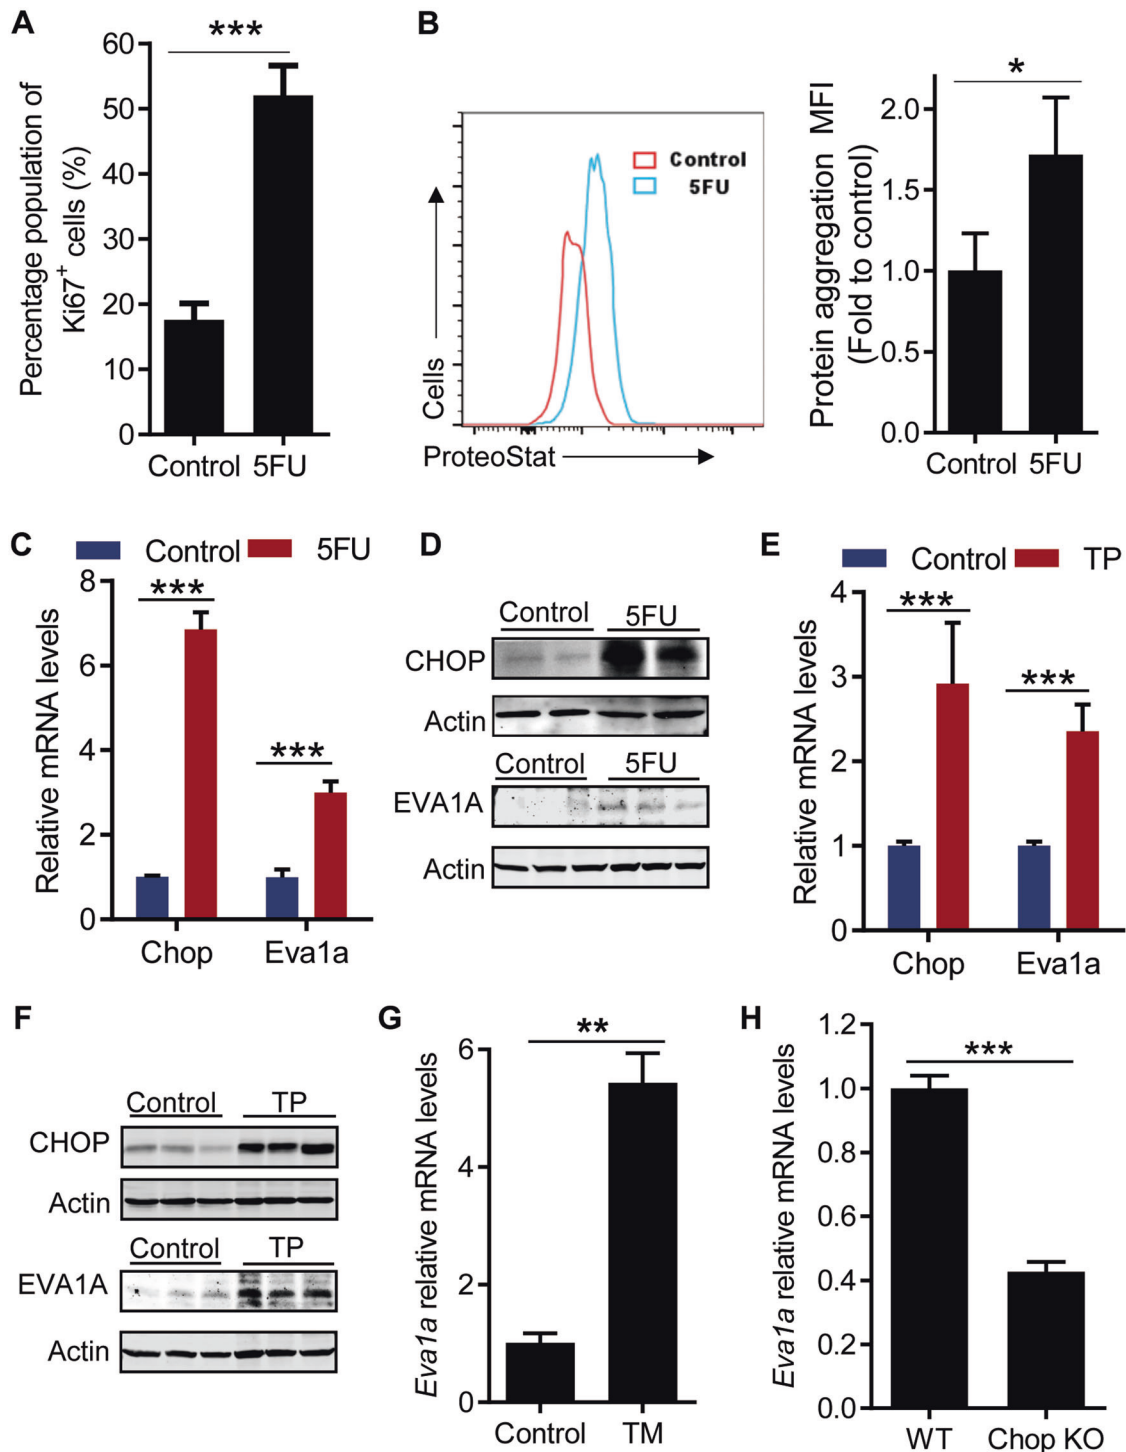 A
***
Percentage population of
Ki67+ cells (%)
60
50
40
30
20
10
0
Control 5FU
B
Control
5FU
Cells
ProteoStat
*
Protein aggregation MFI
(Fold to control)
2.0
1.5
1.0
0.5
0.0
Control 5FU
C
Control 5FU
Relative mRNA levels
8
6
4
2
0
***
***
Chop Eva1a
D
Control 5FU
CHOP
Actin
Control 5FU
EVA1A
Actin
E
Control TP
Relative mRNA levels
4
3
2
1
0
***
***
Chop Eva1a
F
Control TP
CHOP
Actin
Control TP
EVA1A
Actin
G
**
Eva1a relative mRNA levels
6
4
2
0
Control TM
H
***
Eva1a relative mRNA levels
1.2
1.0
0.8
0.6
0.4
0.2
0.0
WT Chop KO